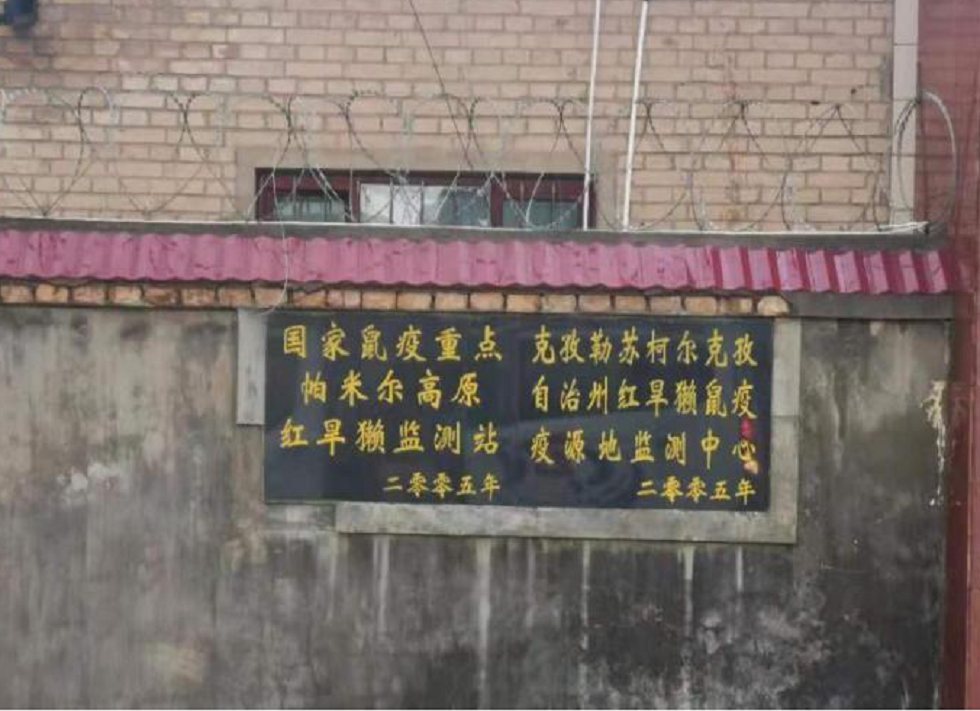 国家鼠疫重点
帕米尔高原
红旱獭监测站
二零零五年
克孜勒苏柯尔克孜
自治州红旱獭鼠疫
疫源地监测中心
二零零五年